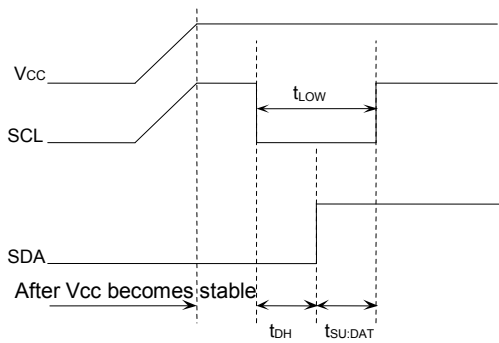 VCC
tLOW
SCL
SDA
After Vcc becomes stable
tDH
tSU:DAT